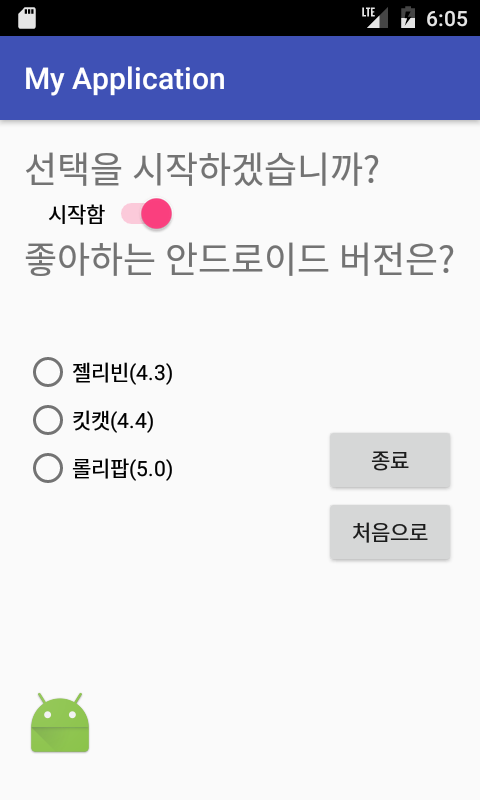 LTE 6:05
My Application
선택을 시작하겠습니까?
시작함
좋아하는 안드로이드 버전은?
젤리빈(4.3)
킷캣(4.4)
롤리팝(5.0)
종료
처음으로